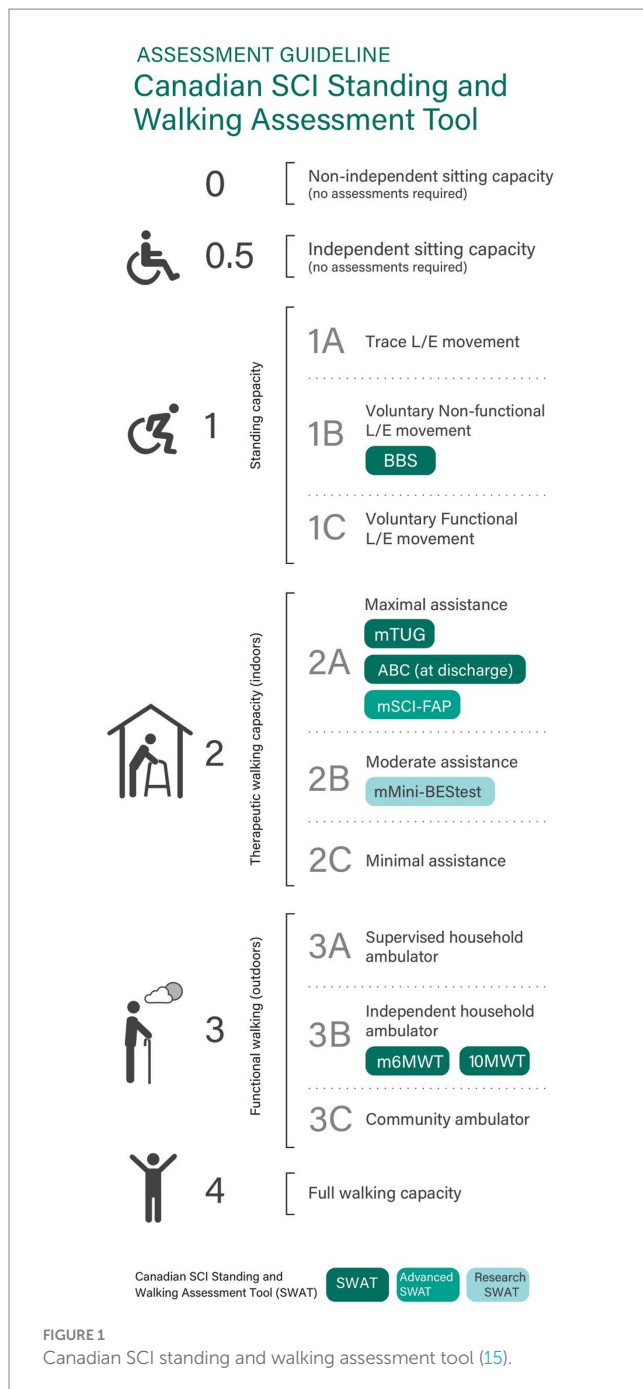 ASSESSMENT GUIDELINE
Canadian SCI Standing and
Walking Assessment Tool
0
Non-independent sitting capacity
(no assessments required)
0.5
Independent sitting capacity
(no assessments required)
1
Standing capacity
1A
Trace L/E movement
1B
Voluntary Non-functional
L/E movement
BBS
1C
Voluntary Functional
L/E movement
2
Therapeutic walking capacity (indoors)
2A
Maximal assistance
mTUG
ABC (at discharge)
mSCI-FAP
2B
Moderate assistance
mMini-BEStest
2C
Minimal assistance
3
Functional walking (outdoors)
3A
Supervised household
ambulator
3B
Independent household
ambulator
m6MWT 10MWT
3C
Community ambulator
4
Full walking capacity
Canadian SCI Standing and
Walking Assessment Tool (SWAT)
SWAT
Advanced
SWAT
Research
SWAT
FIGURE 1
Canadian SCI standing and walking assessment tool (15).